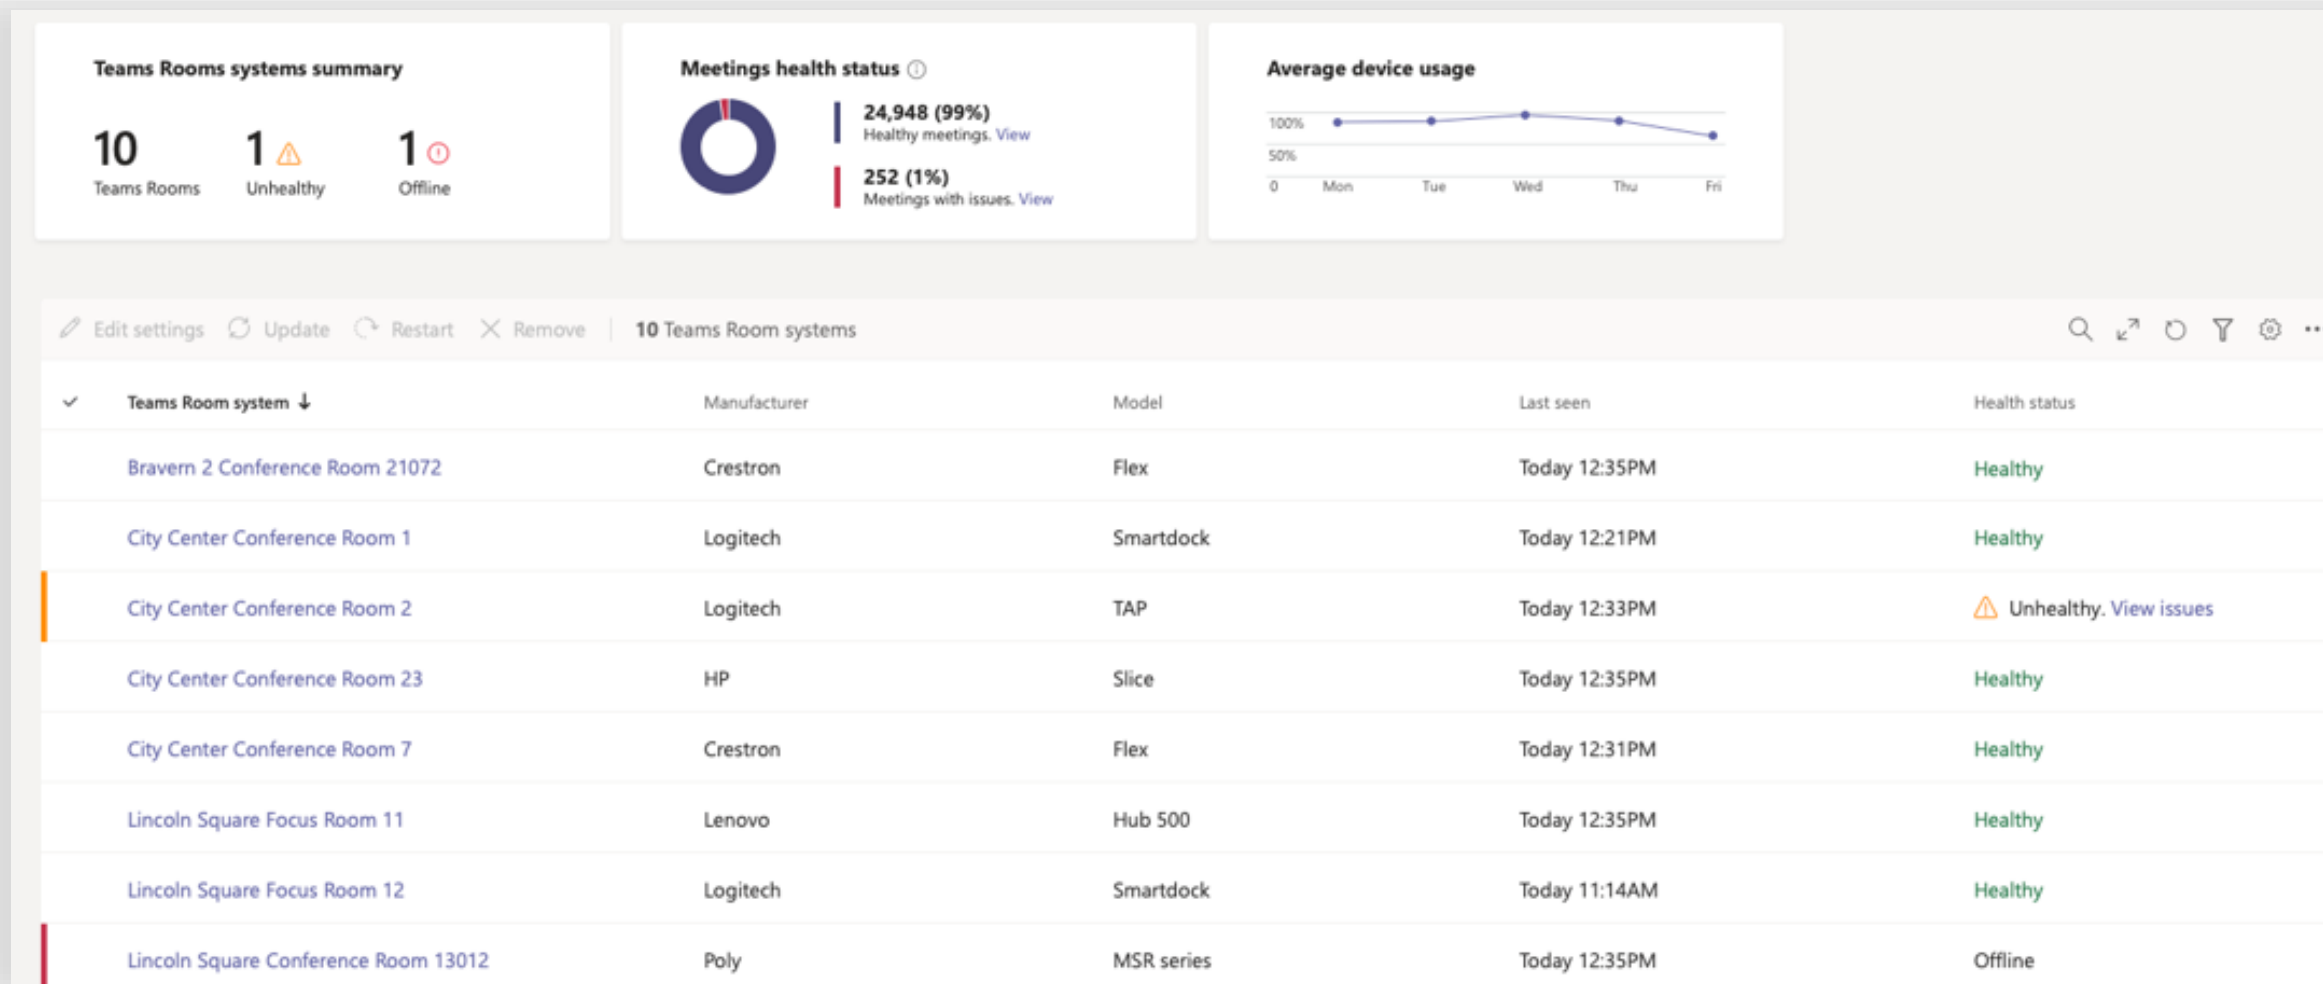 Teams Rooms systems summary
10
Teams Rooms
1
Unhealthy
1
Offline
Meetings health status
24,948 (99%)
Healthy meetings. View
252 (1%)
Meetings with issues. View
Average device usage
100%
50%
0 Mon Tue Wed Thu Fri
Edit settings Update Restart Remove 10 Teams Room systems
Teams Room system Manufacturer Model Last seen Health status
Bravern 2 Conference Room 21072 Crestron Flex Today 12:35PM Healthy
City Center Conference Room 1 Logitech Smartdock Today 12:21PM Healthy
City Center Conference Room 2 Logitech TAP Today 12:33PM Unhealthy. View issues
City Center Conference Room 23 HP Slice Today 12:35PM Healthy
City Center Conference Room 7 Crestron Flex Today 12:31PM Healthy
Lincoln Square Focus Room 11 Lenovo Hub 500 Today 12:35PM Healthy
Lincoln Square Focus Room 12 Logitech Smartdock Today 11:14AM Healthy
Lincoln Square Conference Room 13012 Poly MSR series Today 12:35PM Offline